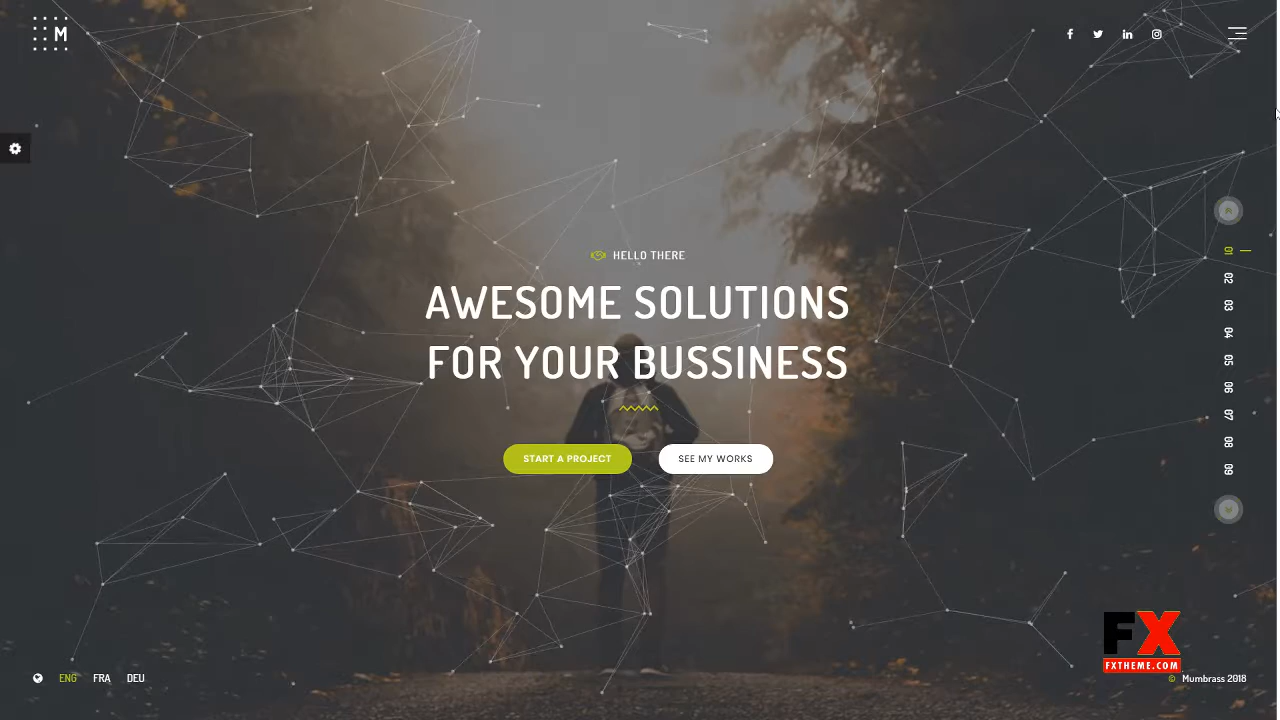 M
HELLO THERE
AWESOME SOLUTIONS
FOR YOUR BUSSINESS
START A PROJECT
SEE MY WORKS
01
02
03
04
05
06
07
08
09
FX
FXTHEME.COM
ENG FRA DEU
© Mumbrass 2018